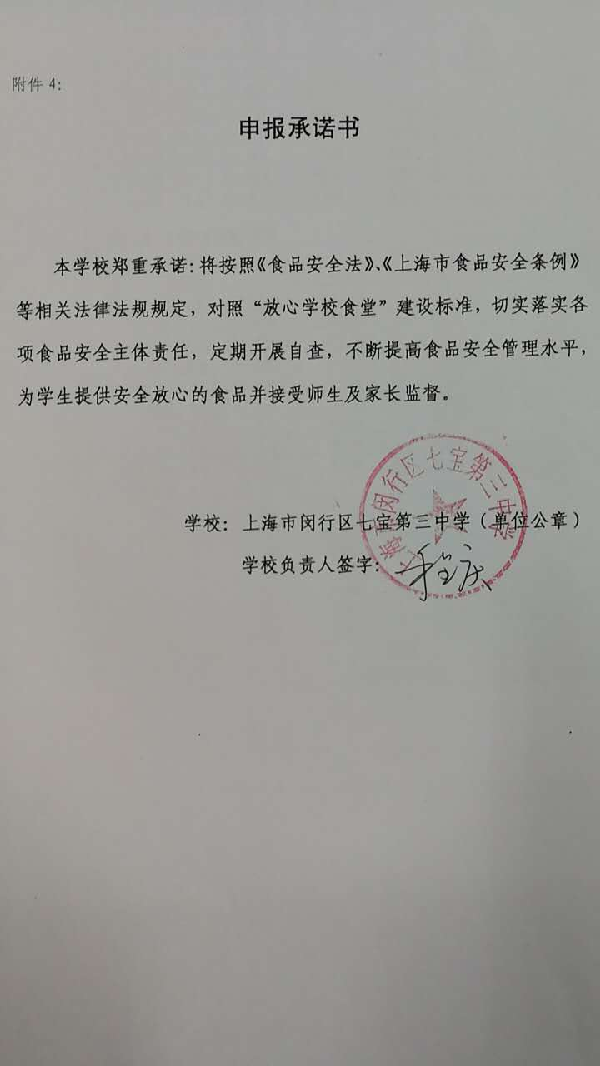 附件 4：
申报承诺书
本学校郑重承诺：将按照《食品安全法》、《上海市食品安全条例》
等相关法律法规规定，对照“放心学校食堂”建设标准，切实落实各
项食品安全主体责任，定期开展自查，不断提高食品安全管理水平，
为学生提供安全放心的食品并接受师生及家长监督。
上海市闵行区七宝第三中学
学校：上海市闵行区七宝第三中学（单位公章）
学校负责人签字：